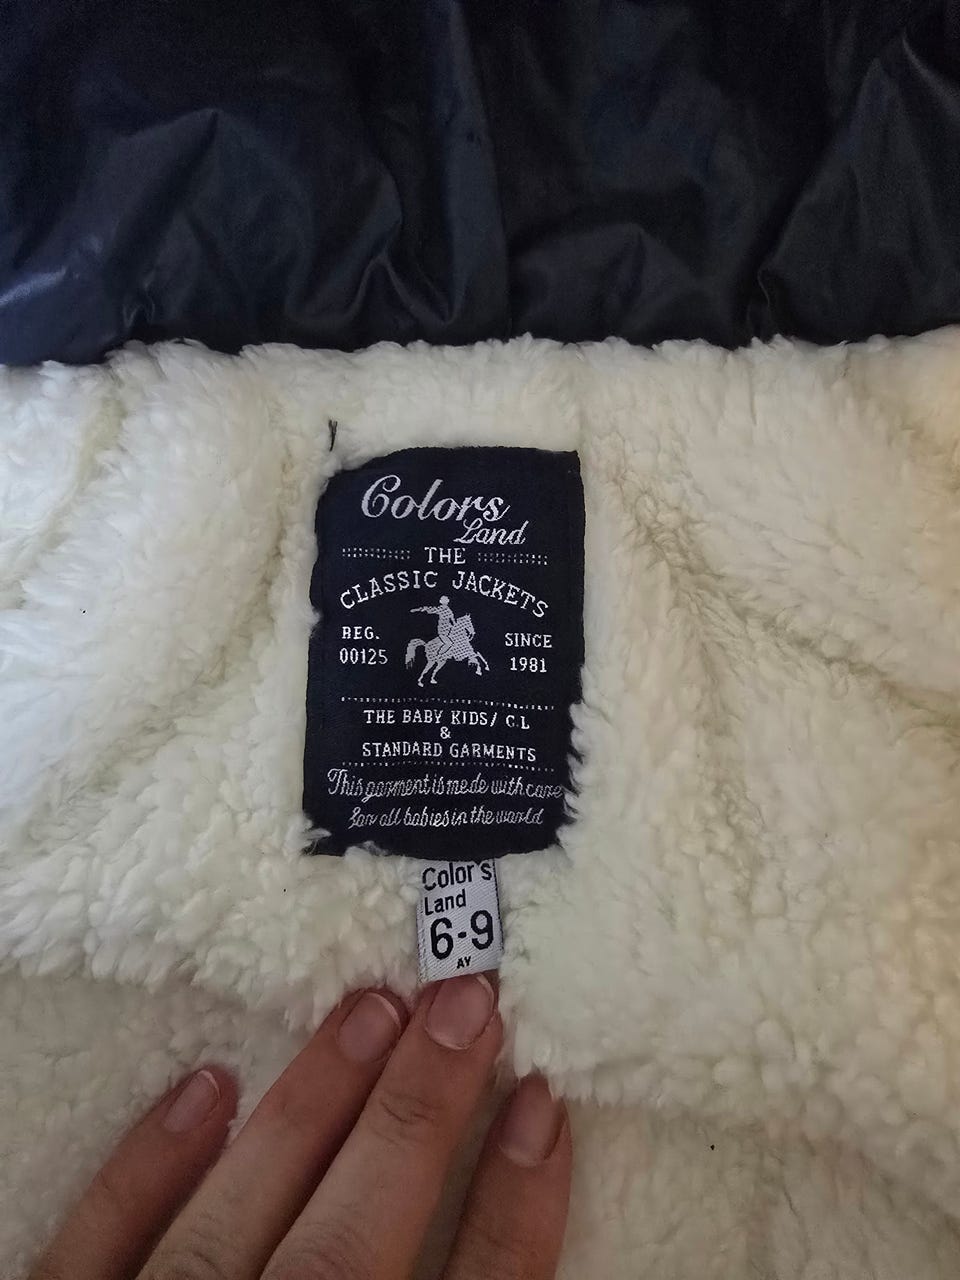 Colors
Land
THE
CLASSIC JACKETS
REG.
00125
SINCE
1981
THE BABY KIDS / C.L
&
STANDARD GARMENTS
This garment is made with care
for all babies in the world
Color's
Land
6-9
AY